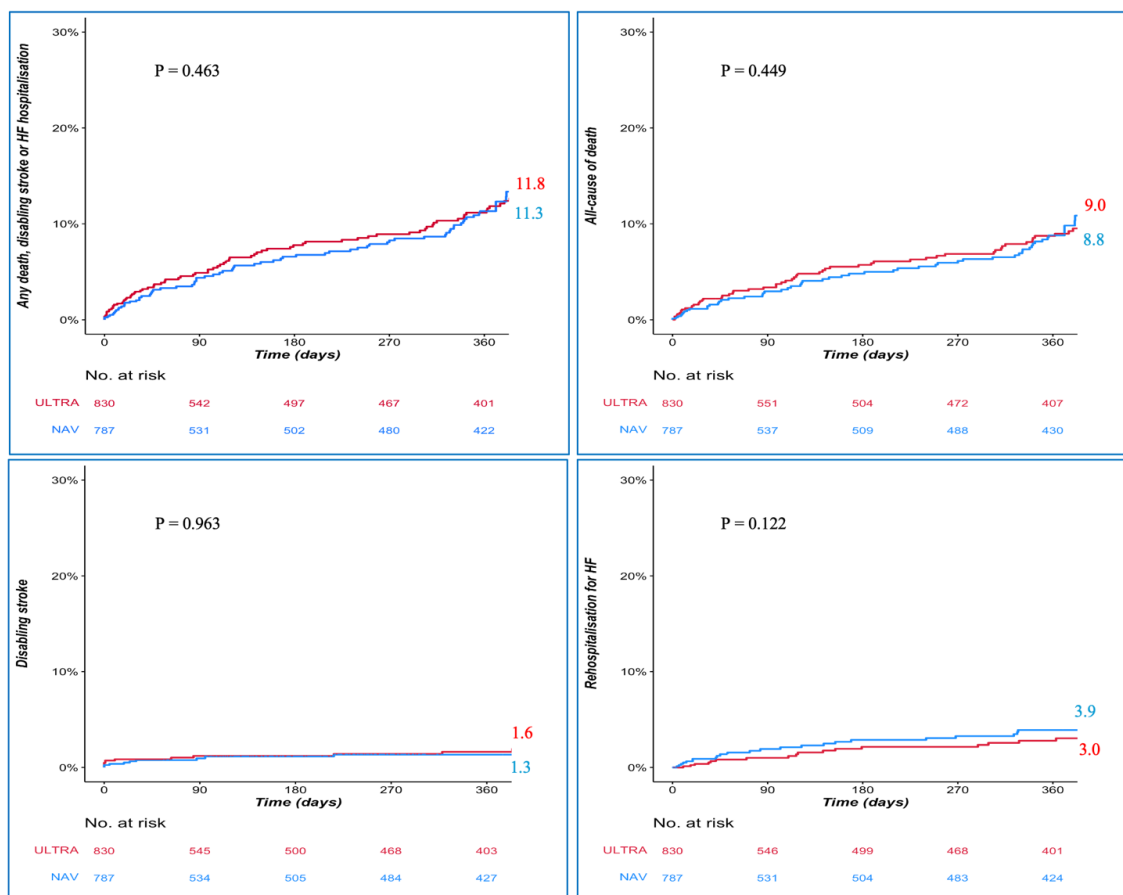 Any death, disabling stroke or HF hospitalisation
30%
20%
10%
0%
P = 0.463
11.8
11.3
0 90 180 270 360
Time (days)
No. at risk
ULTRA 830 542 497 467 401
NAV 787 531 502 480 422
All-cause of death
30%
20%
10%
0%
P = 0.449
9.0
8.8
0 90 180 270 360
Time (days)
No. at risk
ULTRA 830 551 504 472 407
NAV 787 537 509 488 430
Disabling stroke
30%
20%
10%
0%
P = 0.963
1.6
1.3
0 90 180 270 360
Time (days)
No. at risk
ULTRA 830 545 500 468 403
NAV 787 534 505 484 427
Rehospitalisation for HF
30%
20%
10%
0%
P = 0.122
3.9
3.0
0 90 180 270 360
Time (days)
No. at risk
ULTRA 830 546 499 468 401
NAV 787 531 504 483 424